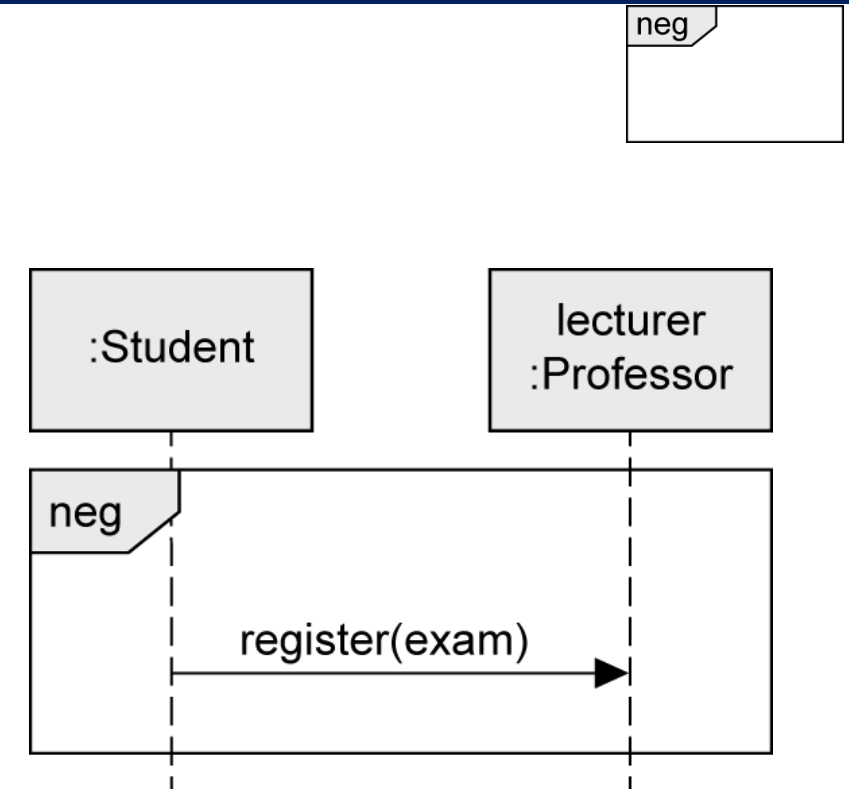 neg
:Student
lecturer
:Professor
neg
register(exam)